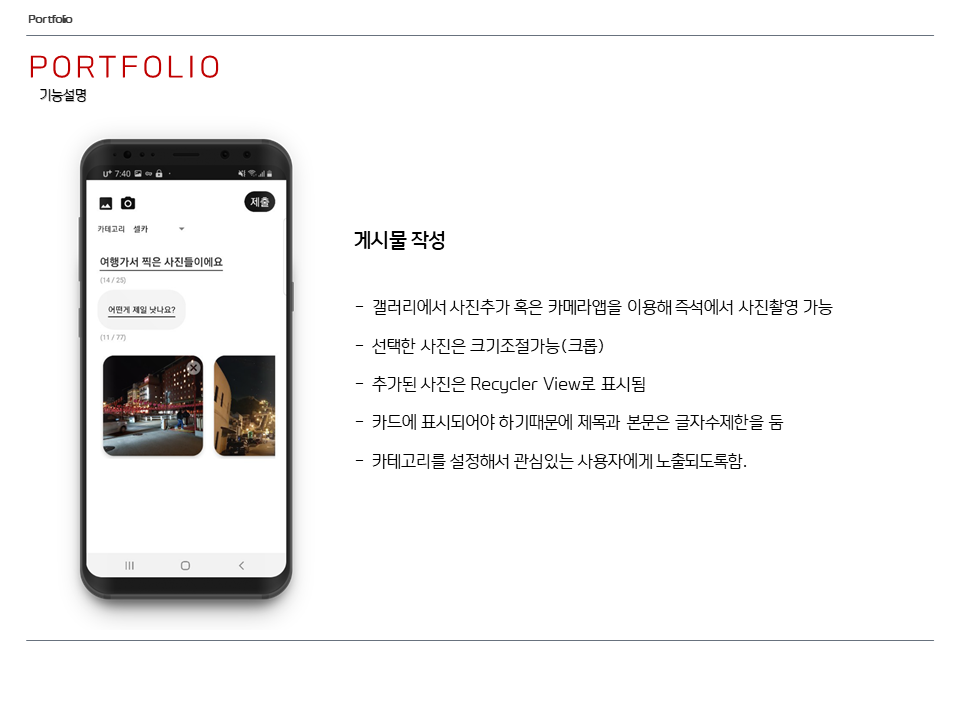 Portfolio
PORTFOLIO
기능설명
U+ 7:40
제출
카테고리 셀카
여행가서 찍은 사진들이에요
(14 / 25)
어떤게 제일 낫나요?
(11 / 77)
게시물 작성
- 갤러리에서 사진추가 혹은 카메라앱을 이용해 즉석에서 사진촬영 가능
- 선택한 사진은 크기조절가능(크롭)
- 추가된 사진은 Recycler View로 표시됨
- 카드에 표시되어야 하기때문에 제목과 본문은 글자수제한을 둠
- 카테고리를 설정해서 관심있는 사용자에게 노출되도록함.